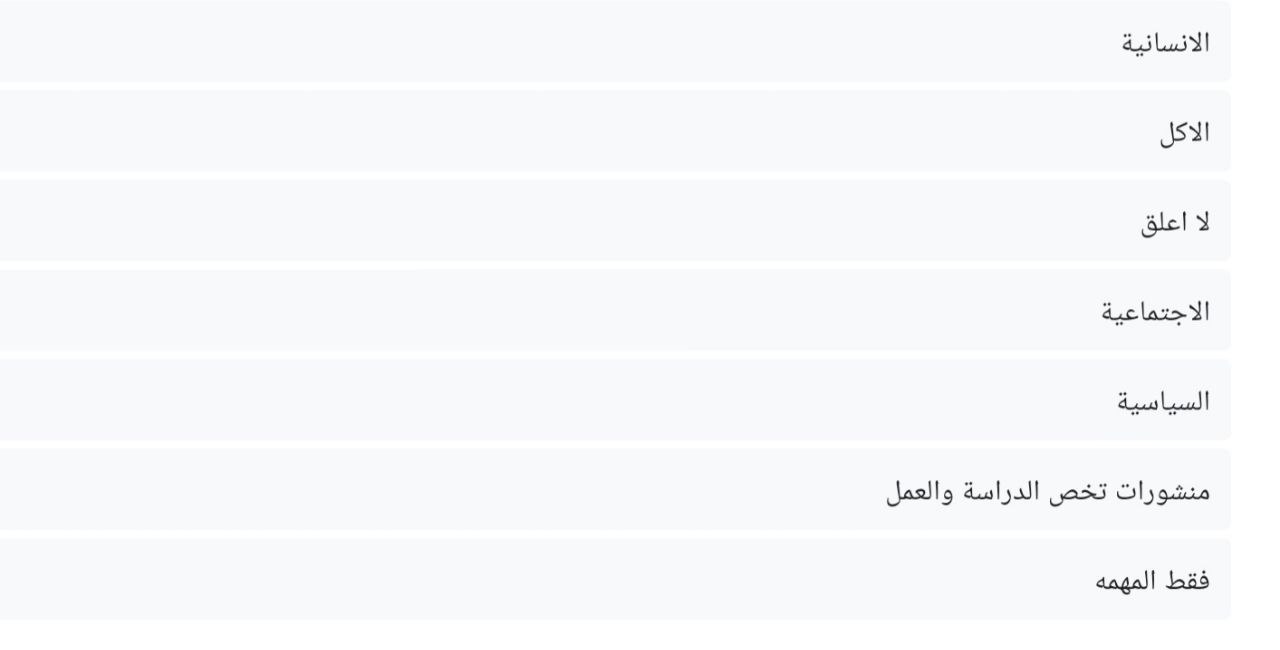 الانسانية
الاكل
لا اعلق
الاجتماعية
السياسية
منشورات تخص الدراسة والعمل
فقط المهمه